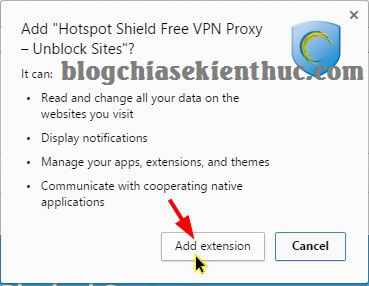 Add "Hotspot Shield Free VPN Proxy
– Unblock Sites"?
It can:
blogchiasekienthuc.com
• Read and change all your data on the
websites you visit
• Display notifications
• Manage your apps, extensions, and themes
• Communicate with cooperating native
applications
Add extension
Cancel